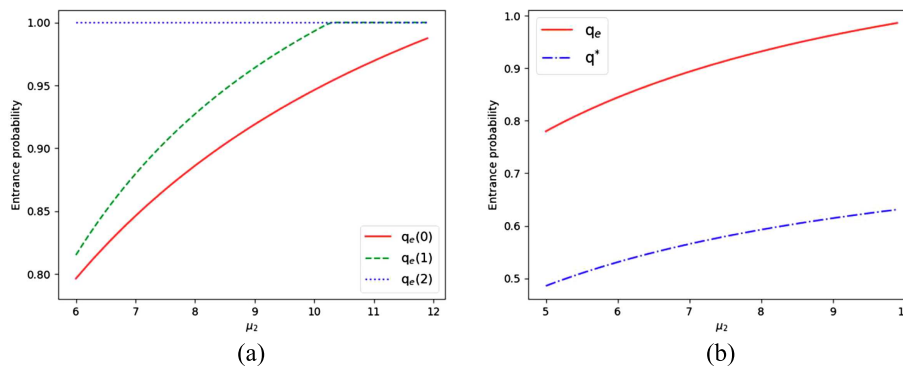 1.00
0.95
0.90
0.85
0.80
Entrance probability
6 7 8 9 10 11 12
μ₂
qₑ(0)
qₑ(1)
qₑ(2)
(a)
1.0
0.9
0.8
0.7
0.6
0.5
Entrance probability
5 6 7 8 9 1
μ₂
qₑ
q*
(b)